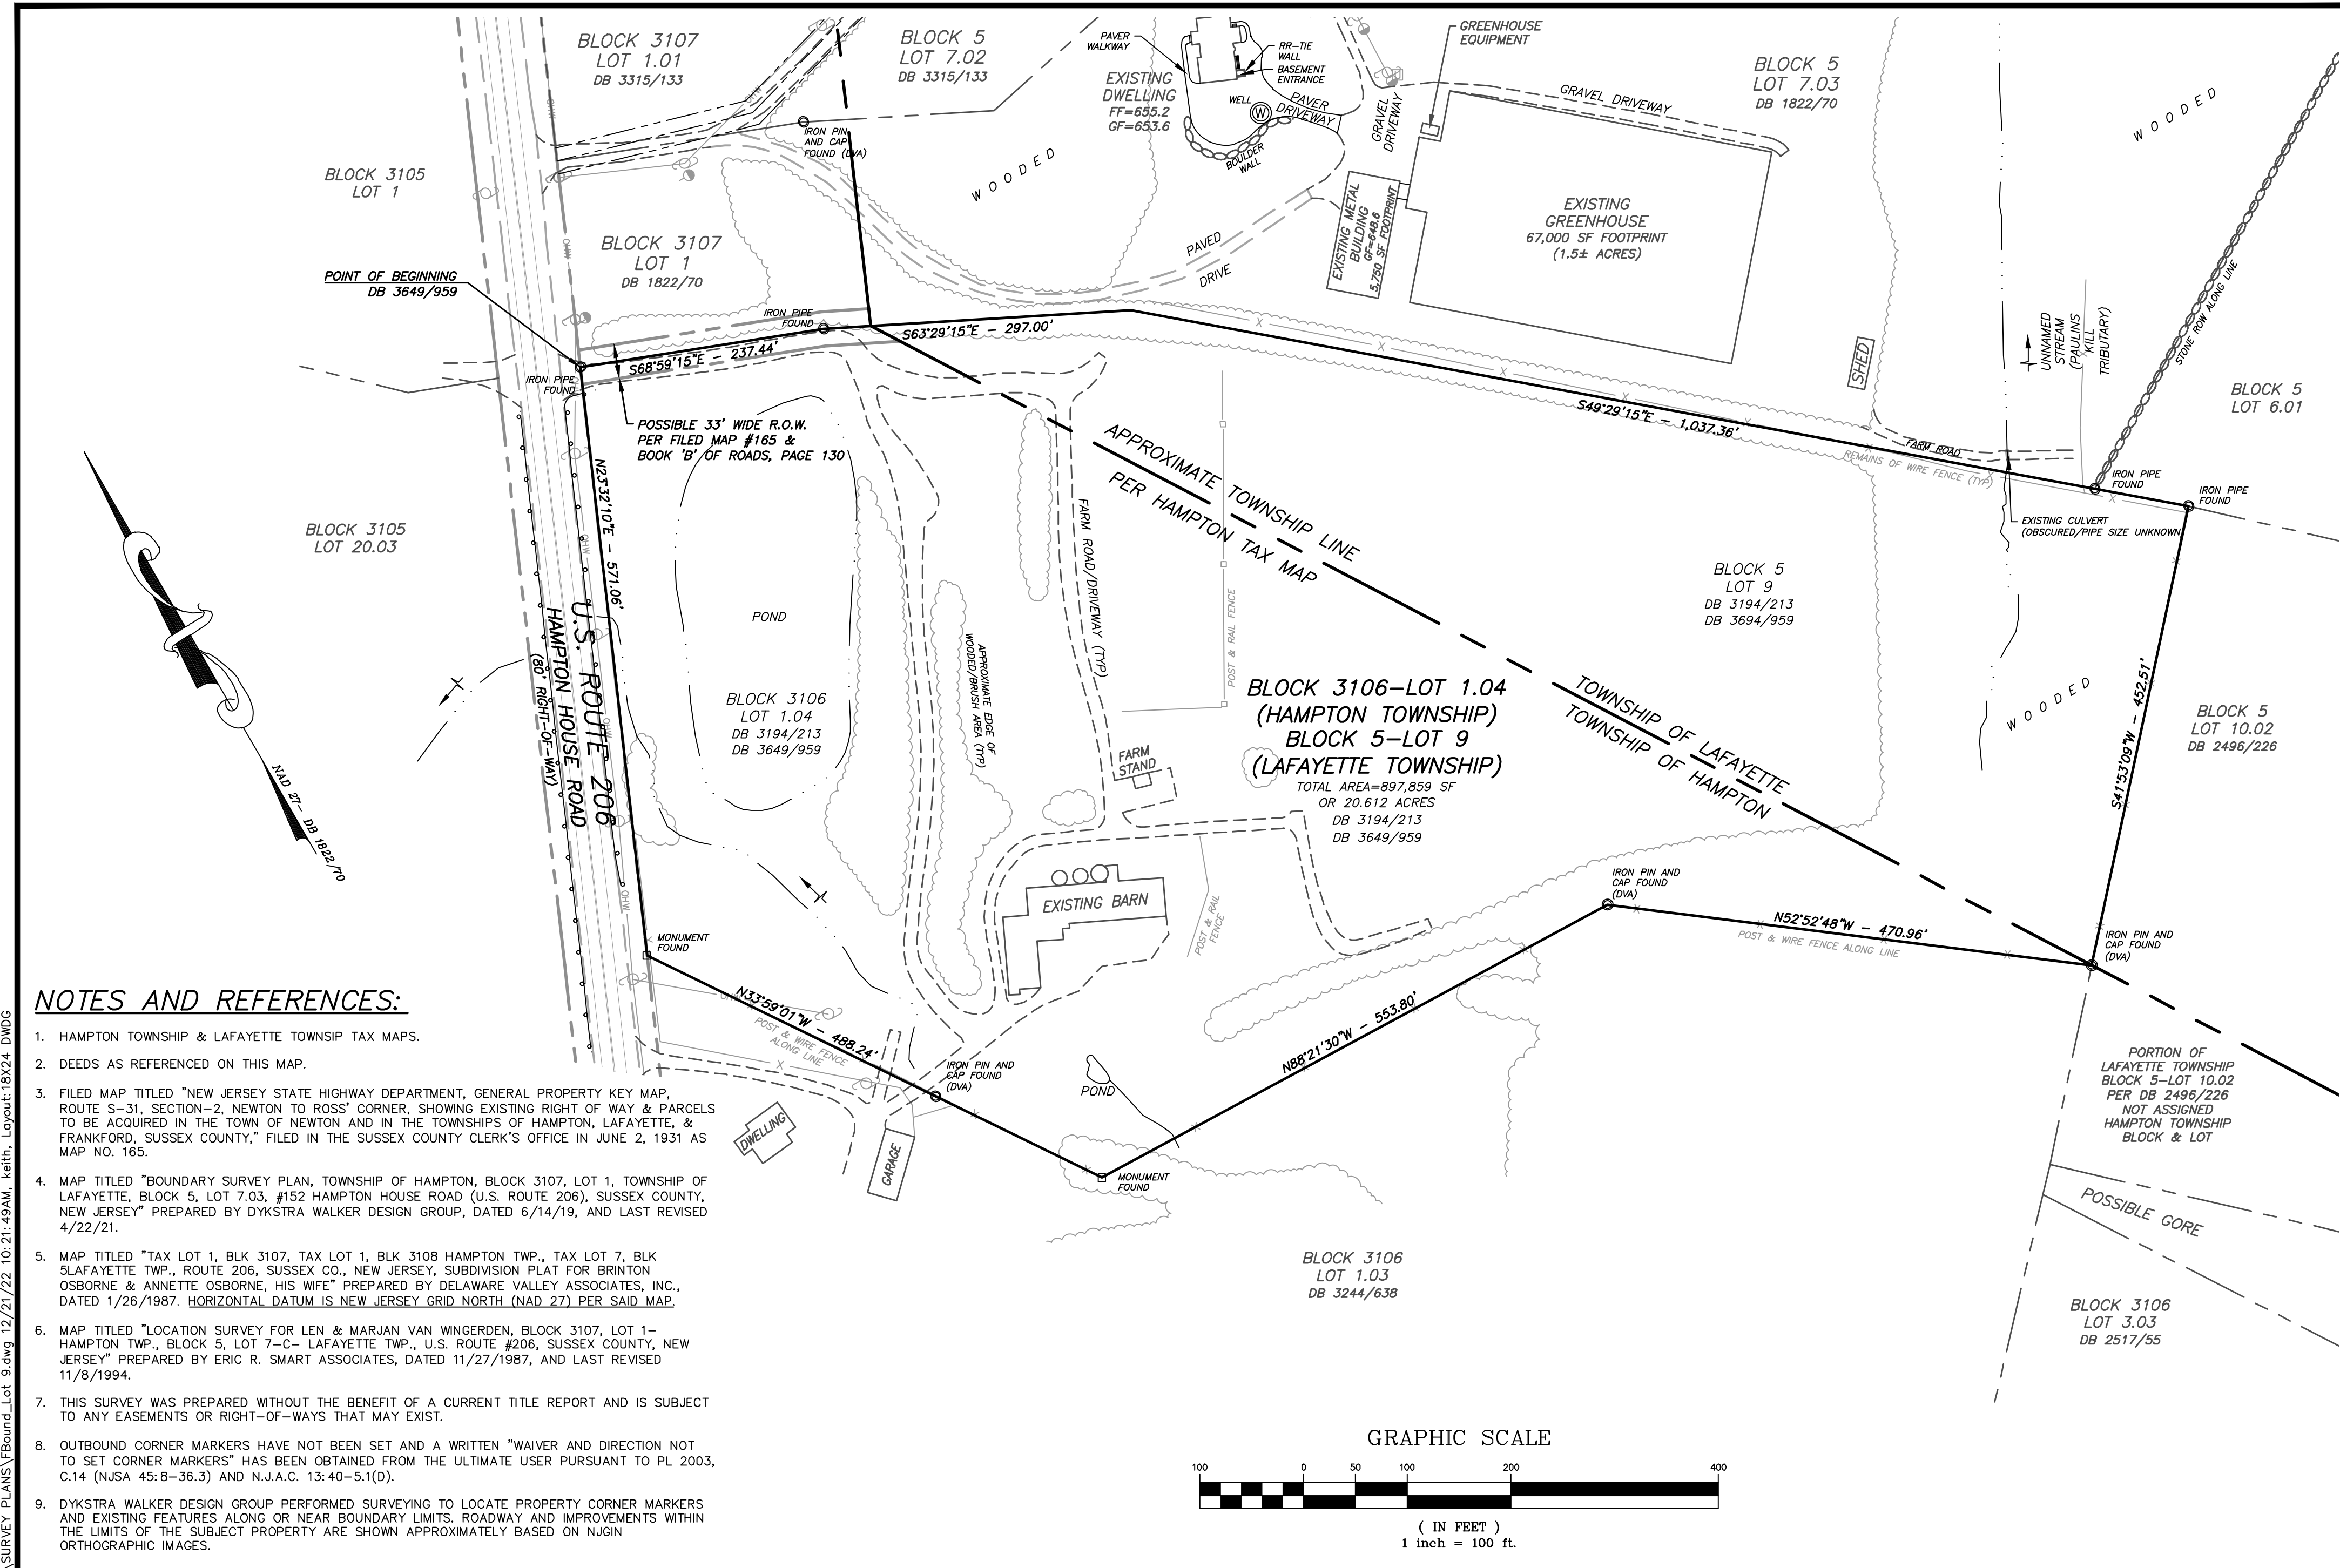 BLOCK 3107
LOT 1.01
DB 3315/133
BLOCK 5
LOT 7.02
DB 3315/133
PAVER
WALKWAY
RR-TIE
WALL
BASEMENT
ENTRANCE
GREENHOUSE
EQUIPMENT
EXISTING
DWELLING
FF=655.2
GF=653.6
WELL
W
PAVER
DRIVEWAY
BOULDER
WALL
GRAVEL
DRIVEWAY
GRAVEL DRIVEWAY
BLOCK 5
LOT 7.03
DB 1822/70
WOODED
OHW
IRON PIN
AND CAP
FOUND (DVA)
WOODED
BLOCK 3105
LOT 1
EXISTING METAL
BUILDING
GF=648.6
5,750 SF FOOTPRINT
EXISTING
GREENHOUSE
67,000 SF FOOTPRINT
(1.5± ACRES)
BLOCK 3107
LOT 1
DB 1822/70
OHW
PAVED
DRIVE
POINT OF BEGINNING
DB 3649/959
IRON PIPE
FOUND
S68°59'15"E - 237.44'
S63°29'15"E - 297.00'
IRON PIPE
FOUND
SHED
UNNAMED
STREAM
(PAULINS
KILL
TRIBUTARY)
STONE ROW ALONG LINE
BLOCK 5
LOT 6.01
S49°29'15"E - 1,037.36'
POSSIBLE 33' WIDE R.O.W.
PER FILED MAP #165 &
BOOK 'B' OF ROADS, PAGE 130
FARM ROAD
REMAINS OF WIRE FENCE (TYP)
IRON PIPE
FOUND
IRON PIPE
FOUND
EXISTING CULVERT
(OBSCURED/PIPE SIZE UNKNOWN
APPROXIMATE TOWNSHIP LINE
PER HAMPTON TAX MAP
BLOCK 3105
LOT 20.03
N23°32'10"E - 571.06'
FARM ROAD/DRIVEWAY (TYP)
POND
POST & RAIL FENCE
BLOCK 5
LOT 9
DB 3194/213
DB 3694/959
U.S. ROUTE 206
HAMPTON HOUSE ROAD
(80' RIGHT-OF-WAY)
OHW
BLOCK 3106
LOT 1.04
DB 3194/213
DB 3649/959
APPROXIMATE EDGE OF
WOODED/BRUSH AREA (TYP)
BLOCK 3106-LOT 1.04
(HAMPTON TOWNSHIP)
BLOCK 5-LOT 9
(LAFAYETTE TOWNSHIP)
TOTAL AREA=897,859 SF
OR 20.612 ACRES
DB 3194/213
DB 3649/959
TOWNSHIP OF LAFAYETTE
TOWNSHIP OF HAMPTON
WOODED
S41°53'09"W - 452.51'
BLOCK 5
LOT 10.02
DB 2496/226
FARM
STAND
NAD 27- DB 1822/70
EXISTING BARN
POST & RAIL
FENCE
IRON PIN AND
CAP FOUND
(DVA)
N52°52'48"W - 470.96'
POST & WIRE FENCE ALONG LINE
IRON PIN AND
CAP FOUND
(DVA)
MONUMENT
FOUND
OHW
N33°59'01"W - 488.24'
POST & WIRE FENCE
ALONG LINE
IRON PIN AND
CAP FOUND
(DVA)
N88°21'30"W - 553.80'
POND
DWELLING
GARAGE
MONUMENT
FOUND
PORTION OF
LAFAYETTE TOWNSHIP
BLOCK 5-LOT 10.02
PER DB 2496/226
NOT ASSIGNED
HAMPTON TOWNSHIP
BLOCK & LOT
POSSIBLE GORE
BLOCK 3106
LOT 1.03
DB 3244/638
BLOCK 3106
LOT 3.03
DB 2517/55
NOTES AND REFERENCES:
1. HAMPTON TOWNSHIP & LAFAYETTE TOWNSIP TAX MAPS.
2. DEEDS AS REFERENCED ON THIS MAP.
3. FILED MAP TITLED "NEW JERSEY STATE HIGHWAY DEPARTMENT, GENERAL PROPERTY KEY MAP,
ROUTE S-31, SECTION-2, NEWTON TO ROSS' CORNER, SHOWING EXISTING RIGHT OF WAY & PARCELS
TO BE ACQUIRED IN THE TOWN OF NEWTON AND IN THE TOWNSHIPS OF HAMPTON, LAFAYETTE, &
FRANKFORD, SUSSEX COUNTY," FILED IN THE SUSSEX COUNTY CLERK'S OFFICE IN JUNE 2, 1931 AS
MAP NO. 165.
4. MAP TITLED "BOUNDARY SURVEY PLAN, TOWNSHIP OF HAMPTON, BLOCK 3107, LOT 1, TOWNSHIP OF
LAFAYETTE, BLOCK 5, LOT 7.03, #152 HAMPTON HOUSE ROAD (U.S. ROUTE 206), SUSSEX COUNTY,
NEW JERSEY" PREPARED BY DYKSTRA WALKER DESIGN GROUP, DATED 6/14/19, AND LAST REVISED
4/22/21.
5. MAP TITLED "TAX LOT 1, BLK 3107, TAX LOT 1, BLK 3108 HAMPTON TWP., TAX LOT 7, BLK
5LAFAYETTE TWP., ROUTE 206, SUSSEX CO., NEW JERSEY, SUBDIVISION PLAT FOR BRINTON
OSBORNE & ANNETTE OSBORNE, HIS WIFE" PREPARED BY DELAWARE VALLEY ASSOCIATES, INC.,
DATED 1/26/1987. HORIZONTAL DATUM IS NEW JERSEY GRID NORTH (NAD 27) PER SAID MAP.
6. MAP TITLED "LOCATION SURVEY FOR LEN & MARJAN VAN WINGERDEN, BLOCK 3107, LOT 1-
HAMPTON TWP., BLOCK 5, LOT 7-C- LAFAYETTE TWP., U.S. ROUTE #206, SUSSEX COUNTY, NEW
JERSEY" PREPARED BY ERIC R. SMART ASSOCIATES, DATED 11/27/1987, AND LAST REVISED
11/8/1994.
7. THIS SURVEY WAS PREPARED WITHOUT THE BENEFIT OF A CURRENT TITLE REPORT AND IS SUBJECT
TO ANY EASEMENTS OR RIGHT-OF-WAYS THAT MAY EXIST.
8. OUTBOUND CORNER MARKERS HAVE NOT BEEN SET AND A WRITTEN "WAIVER AND DIRECTION NOT
TO SET CORNER MARKERS" HAS BEEN OBTAINED FROM THE ULTIMATE USER PURSUANT TO PL 2003,
C.14 (NJSA 45:8-36.3) AND N.J.A.C. 13:40-5.1(D).
9. DYKSTRA WALKER DESIGN GROUP PERFORMED SURVEYING TO LOCATE PROPERTY CORNER MARKERS
AND EXISTING FEATURES ALONG OR NEAR BOUNDARY LIMITS. ROADWAY AND IMPROVEMENTS WITHIN
THE LIMITS OF THE SUBJECT PROPERTY ARE SHOWN APPROXIMATELY BASED ON NJGIN
ORTHOGRAPHIC IMAGES.
GRAPHIC SCALE
100 0 50 100 200 400
( IN FEET )
1 inch = 100 ft.
\SURVEY PLANS\FBound_Lot 9.dwg 12/21/22 10:21:49AM, keith, Layout:18X24 DWDG